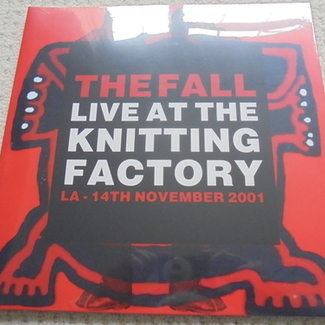 THE FALL
LIVE AT THE
KNITTING
FACTORY
LA - 14TH NOVEMBER 2001